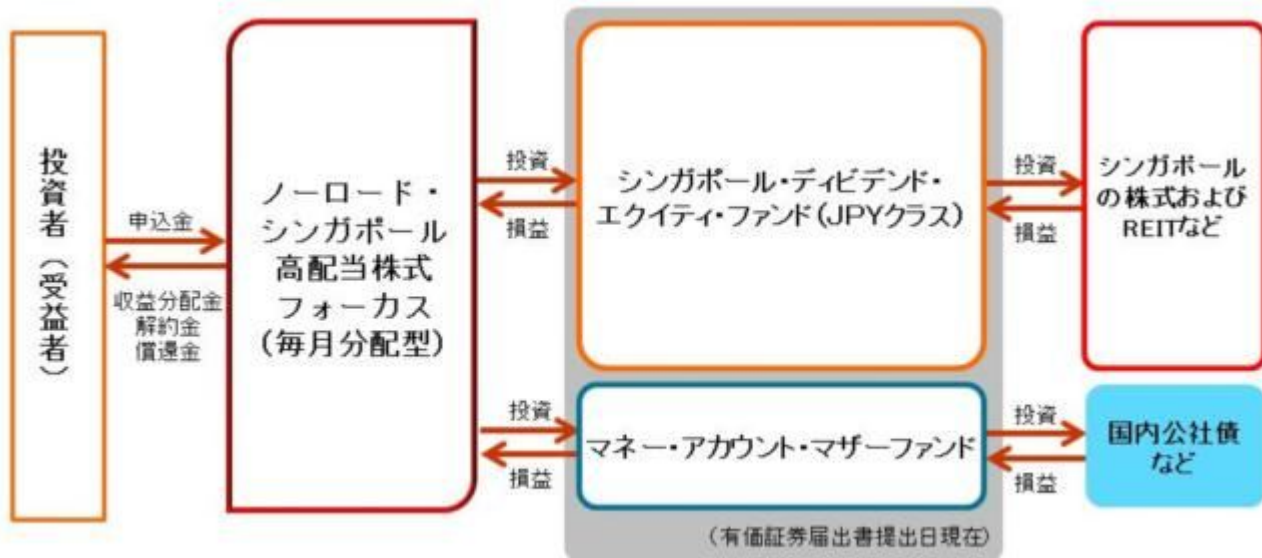 投資者（受益者）
申込金
収益分配金
解約金
償還金
ノーロード・
シンガポール
高配当株式
フォーカス
（毎月分配型）
投資
損益
シンガポール・ディビデンド・
エクイティ・ファンド（JPYクラス）
投資
損益
シンガポール
の株式および
REITなど
投資
損益
マネー・アカウント・マザーファンド
投資
損益
国内公社債
など
（有価証券届出書提出日現在）